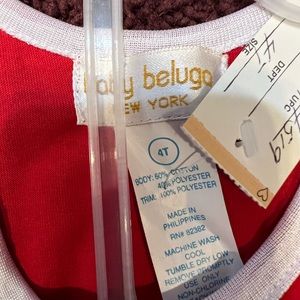 baby beluga
NEW YORK
4T
BODY: 60% COTTON
40% POLYESTER
TRIM: 100% POLYESTER
MADE IN
PHILIPPINES
RN# 82382
MACHINE WASH
COOL
TUMBLE DRY LOW
REMOVE PROMPTLY
USE ONLY
NON-CHLORINE
SIZE
4T
DEPT
UTC